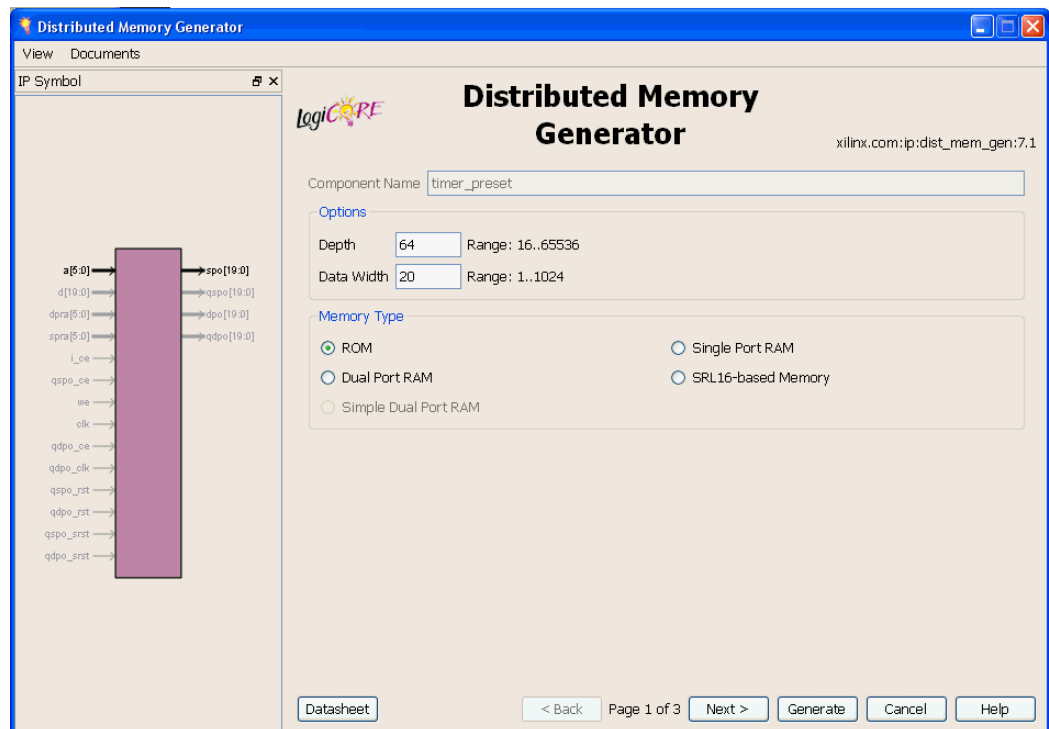 Distributed Memory Generator
View Documents
IP Symbol
a[5:0]
d[19:0]
dpra[5:0]
spra[5:0]
i_ce
qspo_ce
we
clk
qdpo_ce
qdpo_clk
qspo_rst
qdpo_rst
qspo_srst
qdpo_srst
spo[19:0]
qspo[19:0]
dpo[19:0]
qdpo[19:0]
LogiCORE
Distributed Memory
Generator
xilinx.com:ip:dist_mem_gen:7.1
Component Name timer_preset
Options
Depth 64 Range: 16..65536
Data Width 20 Range: 1..1024
Memory Type
ROM Single Port RAM
Dual Port RAM SRL16-based Memory
Simple Dual Port RAM
Datasheet < Back Page 1 of 3 Next > Generate Cancel Help